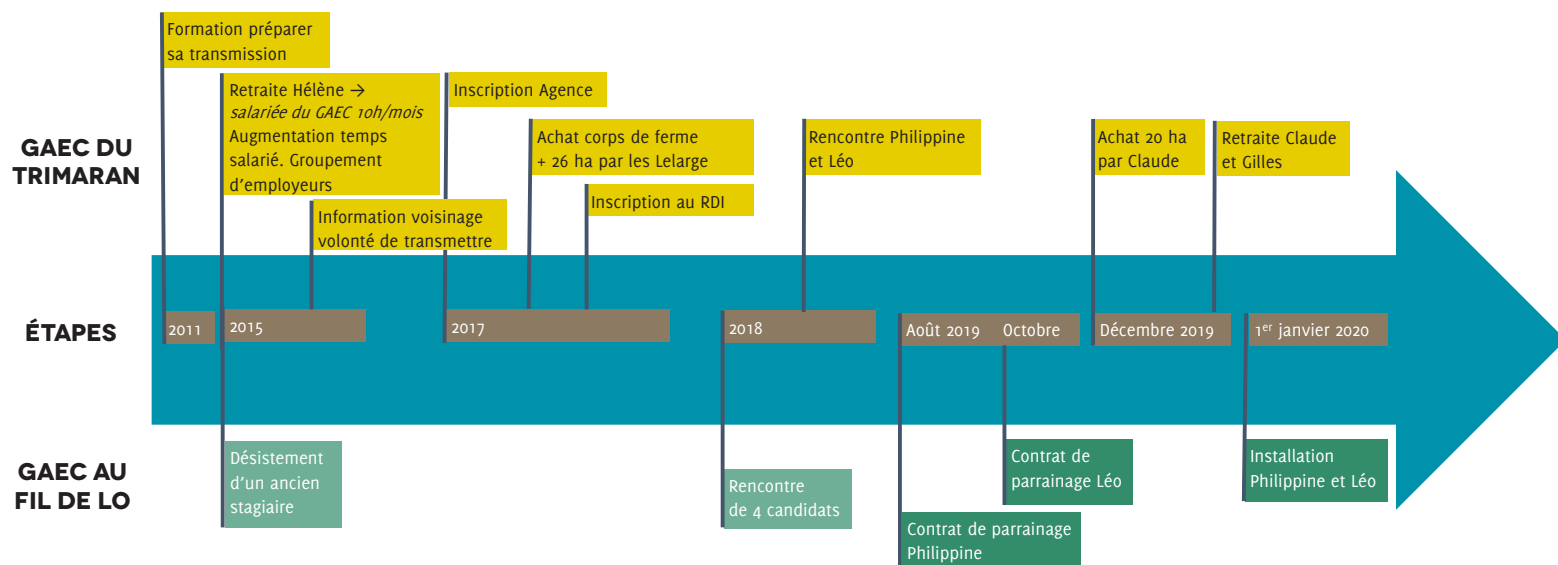 Formation préparer
sa transmission
Retraite Hélène →
salariée du GAEC 10h/mois
Augmentation temps
salarié. Groupement
d’employeurs
Information voisinage
volonté de transmettre
Inscription Agence
Achat corps de ferme
+ 26 ha par les Lelarge
Inscription au RDI
Rencontre Philippine
et Léo
Achat 20 ha
par Claude
Retraite Claude
et Gilles
GAEC DU
TRIMARAN
ÉTAPES
2011
2015
2017
2018
Août 2019
Octobre
Décembre 2019
1er janvier 2020
GAEC AU
FIL DE LO
Désistement
d’un ancien
stagiaire
Rencontre
de 4 candidats
Contrat de parrainage
Philippine
Contrat de
parrainage Léo
Installation
Philippine et Léo